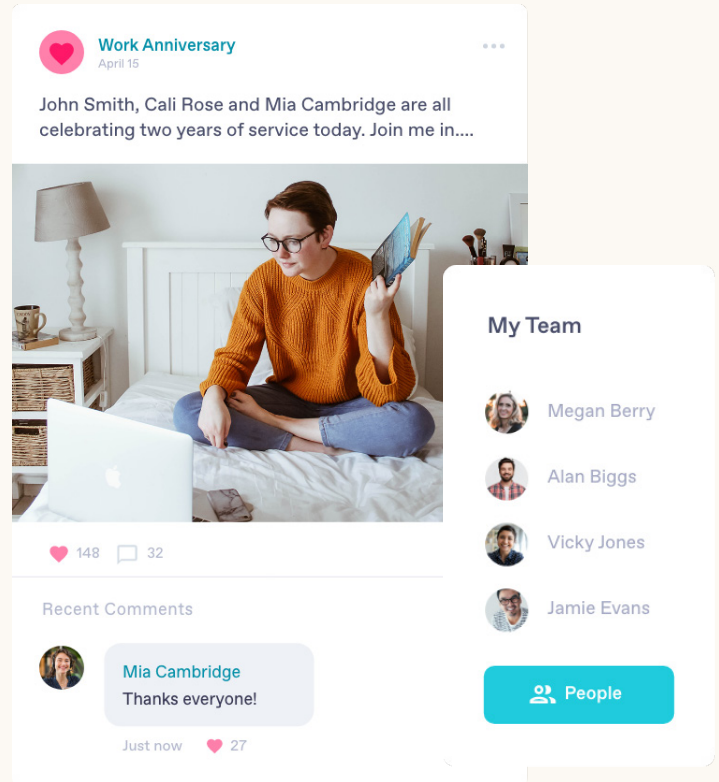 Work Anniversary
April 15
John Smith, Cali Rose and Mia Cambridge are all
celebrating two years of service today. Join me in....
148
32
Recent Comments
Mia Cambridge
Thanks everyone!
Just now
27
My Team
Megan Berry
Alan Biggs
Vicky Jones
Jamie Evans
People